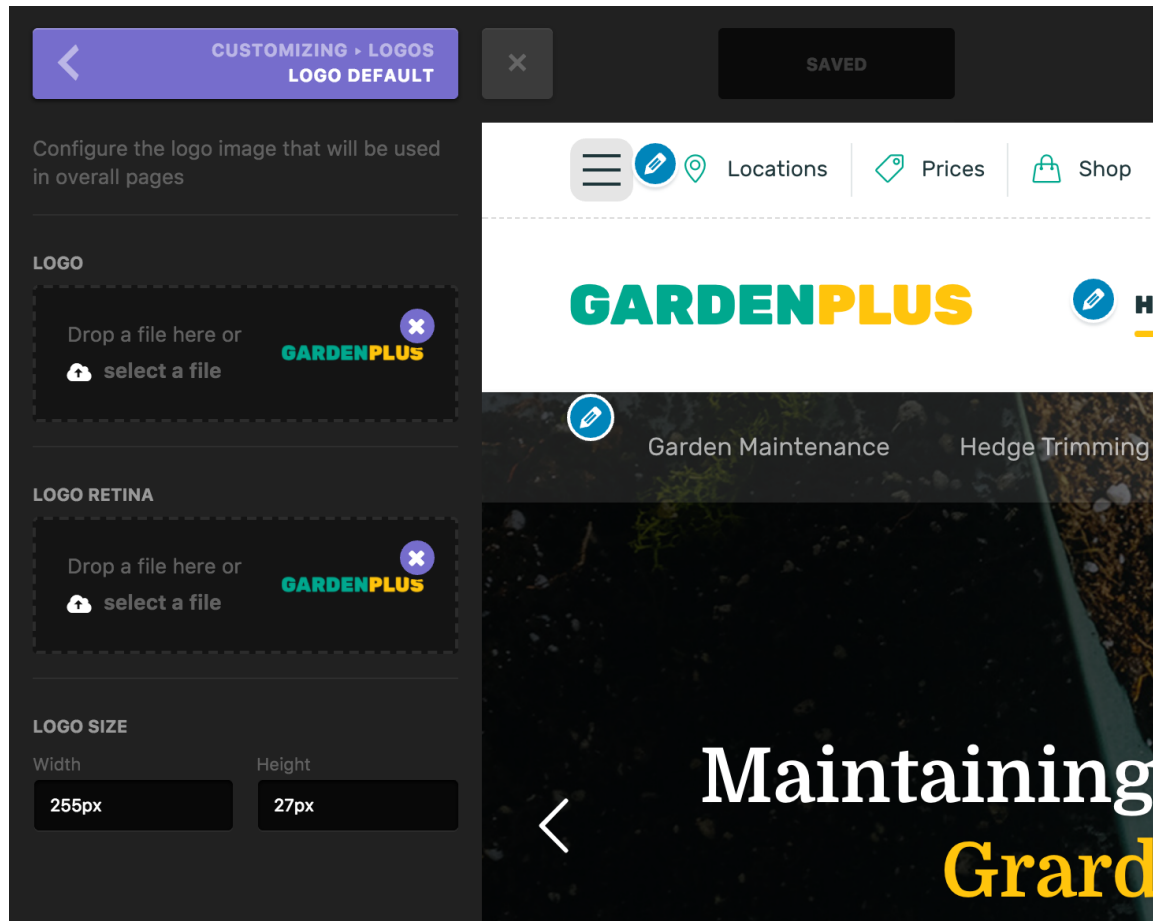 CUSTOMIZING ▸ LOGOS
LOGO DEFAULT
SAVED
Configure the logo image that will be used
in overall pages
LOGO
Drop a file here or
select a file
GARDENPLUS
LOGO RETINA
Drop a file here or
select a file
GARDENPLUS
LOGO SIZE
Width
Height
255px
27px
Locations
Prices
Shop
GARDENPLUS
H
Garden Maintenance
Hedge Trimming
Maintaining
Grard